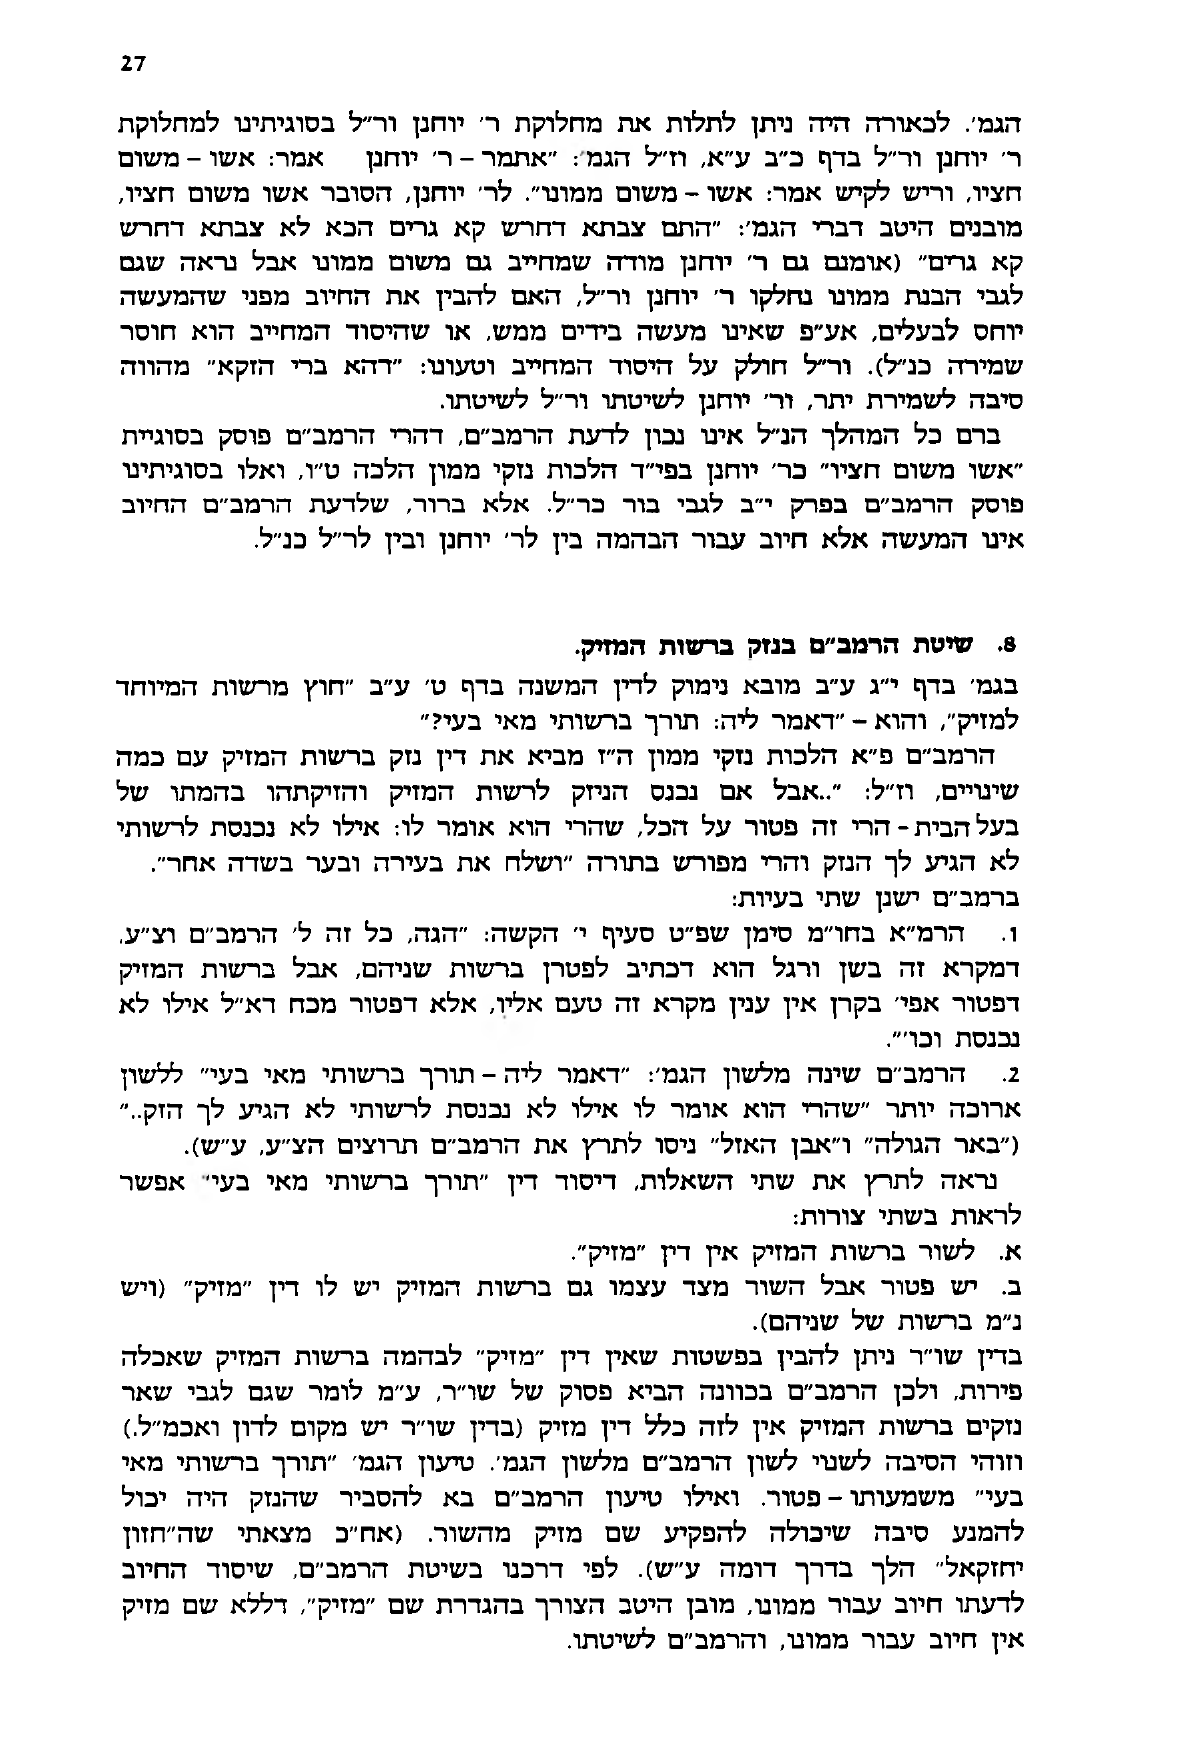 27
הגמ׳. לכאורה היה ניתן לתלות את מחלוקת ר׳ יוחנן ור״ל בסוגיתינו למחלוקת
ר׳ יוחנן ור״ל בדף כ״ב ע״א, וז״ל הגמ׳: ״אתמר – ר׳ יוחנן אמר: אשו – משום
חציו, וריש לקיש אמר: אשו – משום ממונו״. לר׳ יוחנן, הסובר אשו משום חציו,
מובנים היטב דברי הגמ׳: ״התם צבתא דחרש קא גרים הכא לא צבתא דחרש
קא גרים״ (אומנם גם ר׳ יוחנן מודה שמחייב גם משום ממונו אבל נראה שגם
לגבי הבנת ממונו נחלקו ר׳ יוחנן ור״ל, האם להבין את החיוב מפני שהמעשה
יוחס לבעלים, אע״פ שאינו מעשה בידים ממש, או שהיסוד המחייב הוא חוסר
שמירה כנ״ל). ור״ל חולק על היסוד המחייב וטעונו: ״דהא ברי הזקא״ מהווה
סיבה לשמירת יתר, ור׳ יוחנן לשיטתו ור״ל לשיטתו.
ברם כל המהלך הנ״ל אינו נכון לדעת הרמב״ם, דהרי הרמב״ם פוסק בסוגיית
״אשו משום חציו״ כר׳ יוחנן בפי״ד הלכות נזקי ממון הלכה ט״ו, ואלו בסוגיתינו
פוסק הרמב״ם בפרק י״ב לגבי בור כר״ל. אלא ברור, שלדעת הרמב״ם החיוב
אינו המעשה אלא חיוב עבור הבהמה בין לר׳ יוחנן ובין לר״ל כנ״ל.
8. שיטת הרמב״ם בנזק ברשות המזיק.
בגמ׳ בדף י״ג ע״ב מובא נימוק לדין המשנה בדף ט׳ ע״ב ״חוץ מרשות המיוחד
למזיק״, והוא – ״דאמר ליה: תורך ברשותי מאי בעי?״
הרמב״ם פ״א הלכות נזקי ממון ה״ז מביא את דין נזק ברשות המזיק עם כמה
שינויים, וז״ל: ״..אבל אם נכנס הניזק לרשות המזיק והזיקתהו בהמתו של
בעל הבית - הרי זה פטור על הכל, שהרי הוא אומר לו: אילו לא נכנסת לרשותי
לא הגיע לך הנזק והרי מפורש בתורה ״ושלח את בעירה ובער בשדה אחר״.
ברמב״ם ישנן שתי בעיות:
1. הרמ״א בחו״מ סימן שפ״ט סעיף י׳ הקשה: ״הגה, כל זה ל׳ הרמב״ם וצ״ע,
דמקרא זה בשן ורגל הוא דכתיב לפטרן ברשות שניהם, אבל ברשות המזיק
דפטור אפי׳ בקרן אין ענין מקרא זה טעם אליו, אלא דפטור מכח דא״ל אילו לא
נכנסת וכו׳״.
2. הרמב״ם שינה מלשון הגמ׳: ״דאמר ליה – תורך ברשותי מאי בעי״ ללשון
ארוכה יותר ״שהרי הוא אומר לו אילו לא נכנסת לרשותי לא הגיע לך הזק..״
(״באר הגולה״ ו״אבן האזל״ ניסו לתרץ את הרמב״ם תרוצים הצ״ע, ע״ש).
נראה לתרץ את שתי השאלות, דיסוד דין ״תורך ברשותי מאי בעי״ אפשר
לראות בשתי צורות:
א. לשור ברשות המזיק אין דין ״מזיק״.
ב. יש פטור אבל השור מצד עצמו גם ברשות המזיק יש לו דין ״מזיק״ (ויש
נ״מ ברשות של שניהם).
בדין שו״ר ניתן להבין בפשטות שאין דין ״מזיק״ לבהמה ברשות המזיק שאכלה
פירות, ולכן הרמב״ם בכוונה הביא פסוק של שו״ר, ע״מ לומר שגם לגבי שאר
נזקים ברשות המזיק אין לזה כלל דין מזיק (בדין שו״ר יש מקום לדון ואכמ״ל.)
וזוהי הסיבה לשנוי לשון הרמב״ם מלשון הגמ׳. טיעון הגמ׳ ״תורך ברשותי מאי
בעי״ משמעותו – פטור. ואילו טיעון הרמב״ם בא להסביר שהנזק היה יכול
להמנע סיבה שיכולה להפקיע שם מזיק מהשור. (אח״כ מצאתי שה״חזון
יחזקאל״ הלך בדרך דומה ע״ש). לפי דרכנו בשיטת הרמב״ם, שיסוד החיוב
לדעתו חיוב עבור ממונו, מובן היטב הצורך בהגדרת שם ״מזיק״, דללא שם מזיק
אין חיוב עבור ממונו, והרמב״ם לשיטתו.